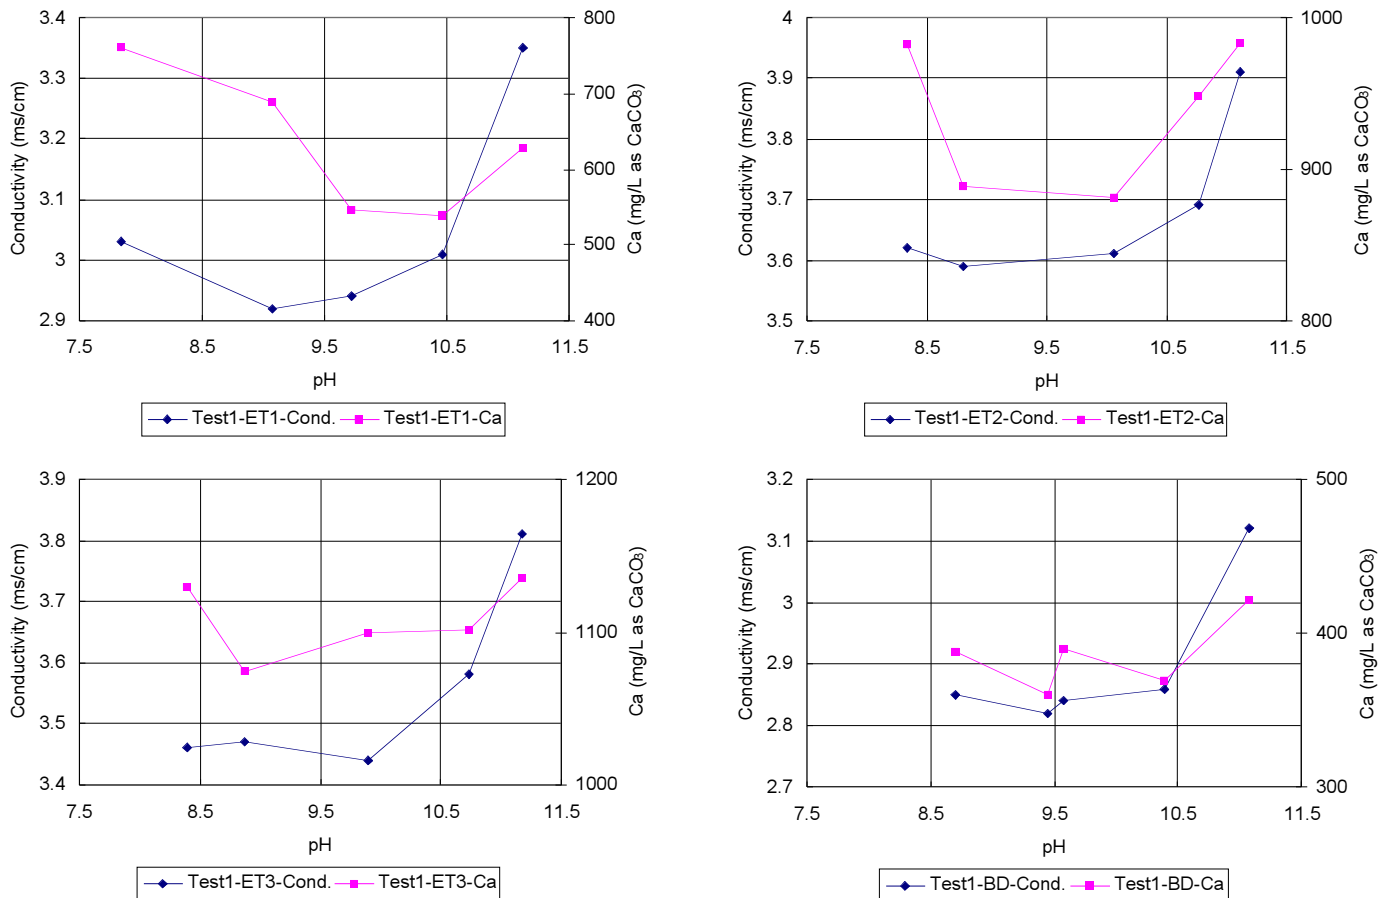 3.4
3.3
3.2
3.1
3
2.9
Conductivity (ms/cm)
800
700
600
500
400
Ca (mg/L as CaCO₃)
7.5 8.5 9.5 10.5 11.5
pH
Test1-ET1-Cond. Test1-ET1-Ca
4
3.9
3.8
3.7
3.6
3.5
Conductivity (ms/cm)
1000
900
800
Ca (mg/L as CaCO₃)
7.5 8.5 9.5 10.5 11.5
pH
Test1-ET2-Cond. Test1-ET2-Ca
3.9
3.8
3.7
3.6
3.5
3.4
Conductivity (ms/cm)
1200
1100
1000
Ca (mg/L as CaCO₃)
7.5 8.5 9.5 10.5 11.5
pH
Test1-ET3-Cond. Test1-ET3-Ca
3.2
3.1
3
2.9
2.8
2.7
Conductivity (ms/cm)
500
400
300
Ca (mg/L as CaCO₃)
7.5 8.5 9.5 10.5 11.5
pH
Test1-BD-Cond. Test1-BD-Ca